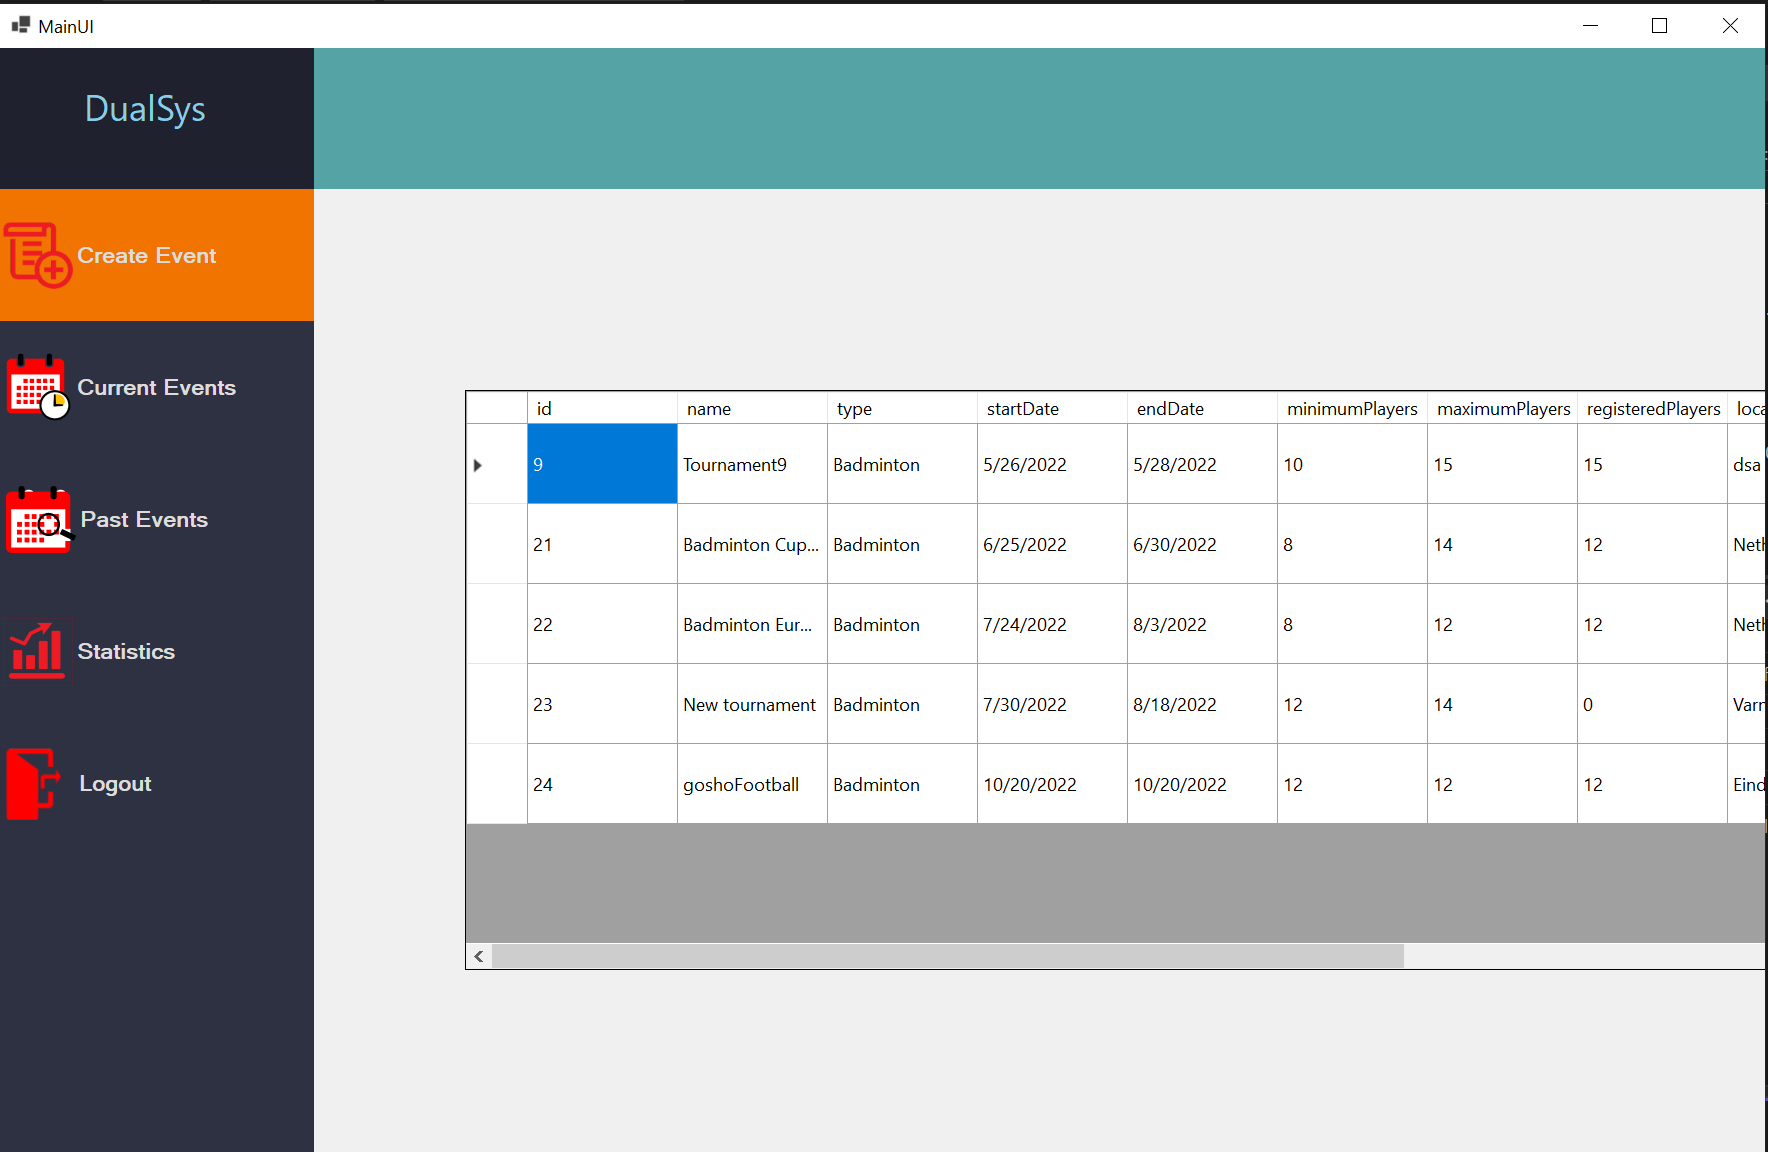 MainUI
DualSys
Create Event
Current Events
Past Events
Statistics
Logout
id name type startDate endDate minimumPlayers maximumPlayers registeredPlayers loca
9 Tournament9 Badminton 5/26/2022 5/28/2022 10 15 15 dsa
21 Badminton Cup... Badminton 6/25/2022 6/30/2022 8 14 12 Neth
22 Badminton Eur... Badminton 7/24/2022 8/3/2022 8 12 12 Neth
23 New tournament Badminton 7/30/2022 8/18/2022 12 14 0 Varn
24 goshoFootball Badminton 10/20/2022 10/20/2022 12 12 12 Eind